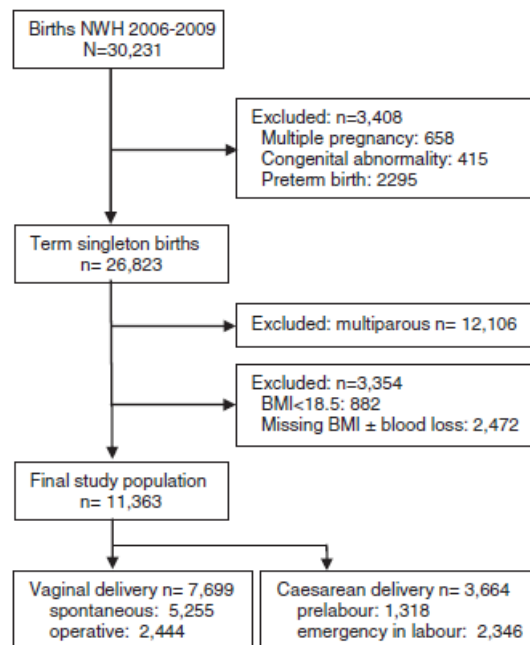 Births NWH 2006-2009
N=30,231
Excluded: n=3,408
Multiple pregnancy: 658
Congenital abnormality: 415
Preterm birth: 2295
Term singleton births
n= 26,823
Excluded: multiparous n= 12,106
Excluded: n=3,354
BMI<18.5: 882
Missing BMI ± blood loss: 2,472
Final study population
n= 11,363
Vaginal delivery n= 7,699
spontaneous: 5,255
operative: 2,444
Caesarean delivery n= 3,664
prelabour: 1,318
emergency in labour: 2,346